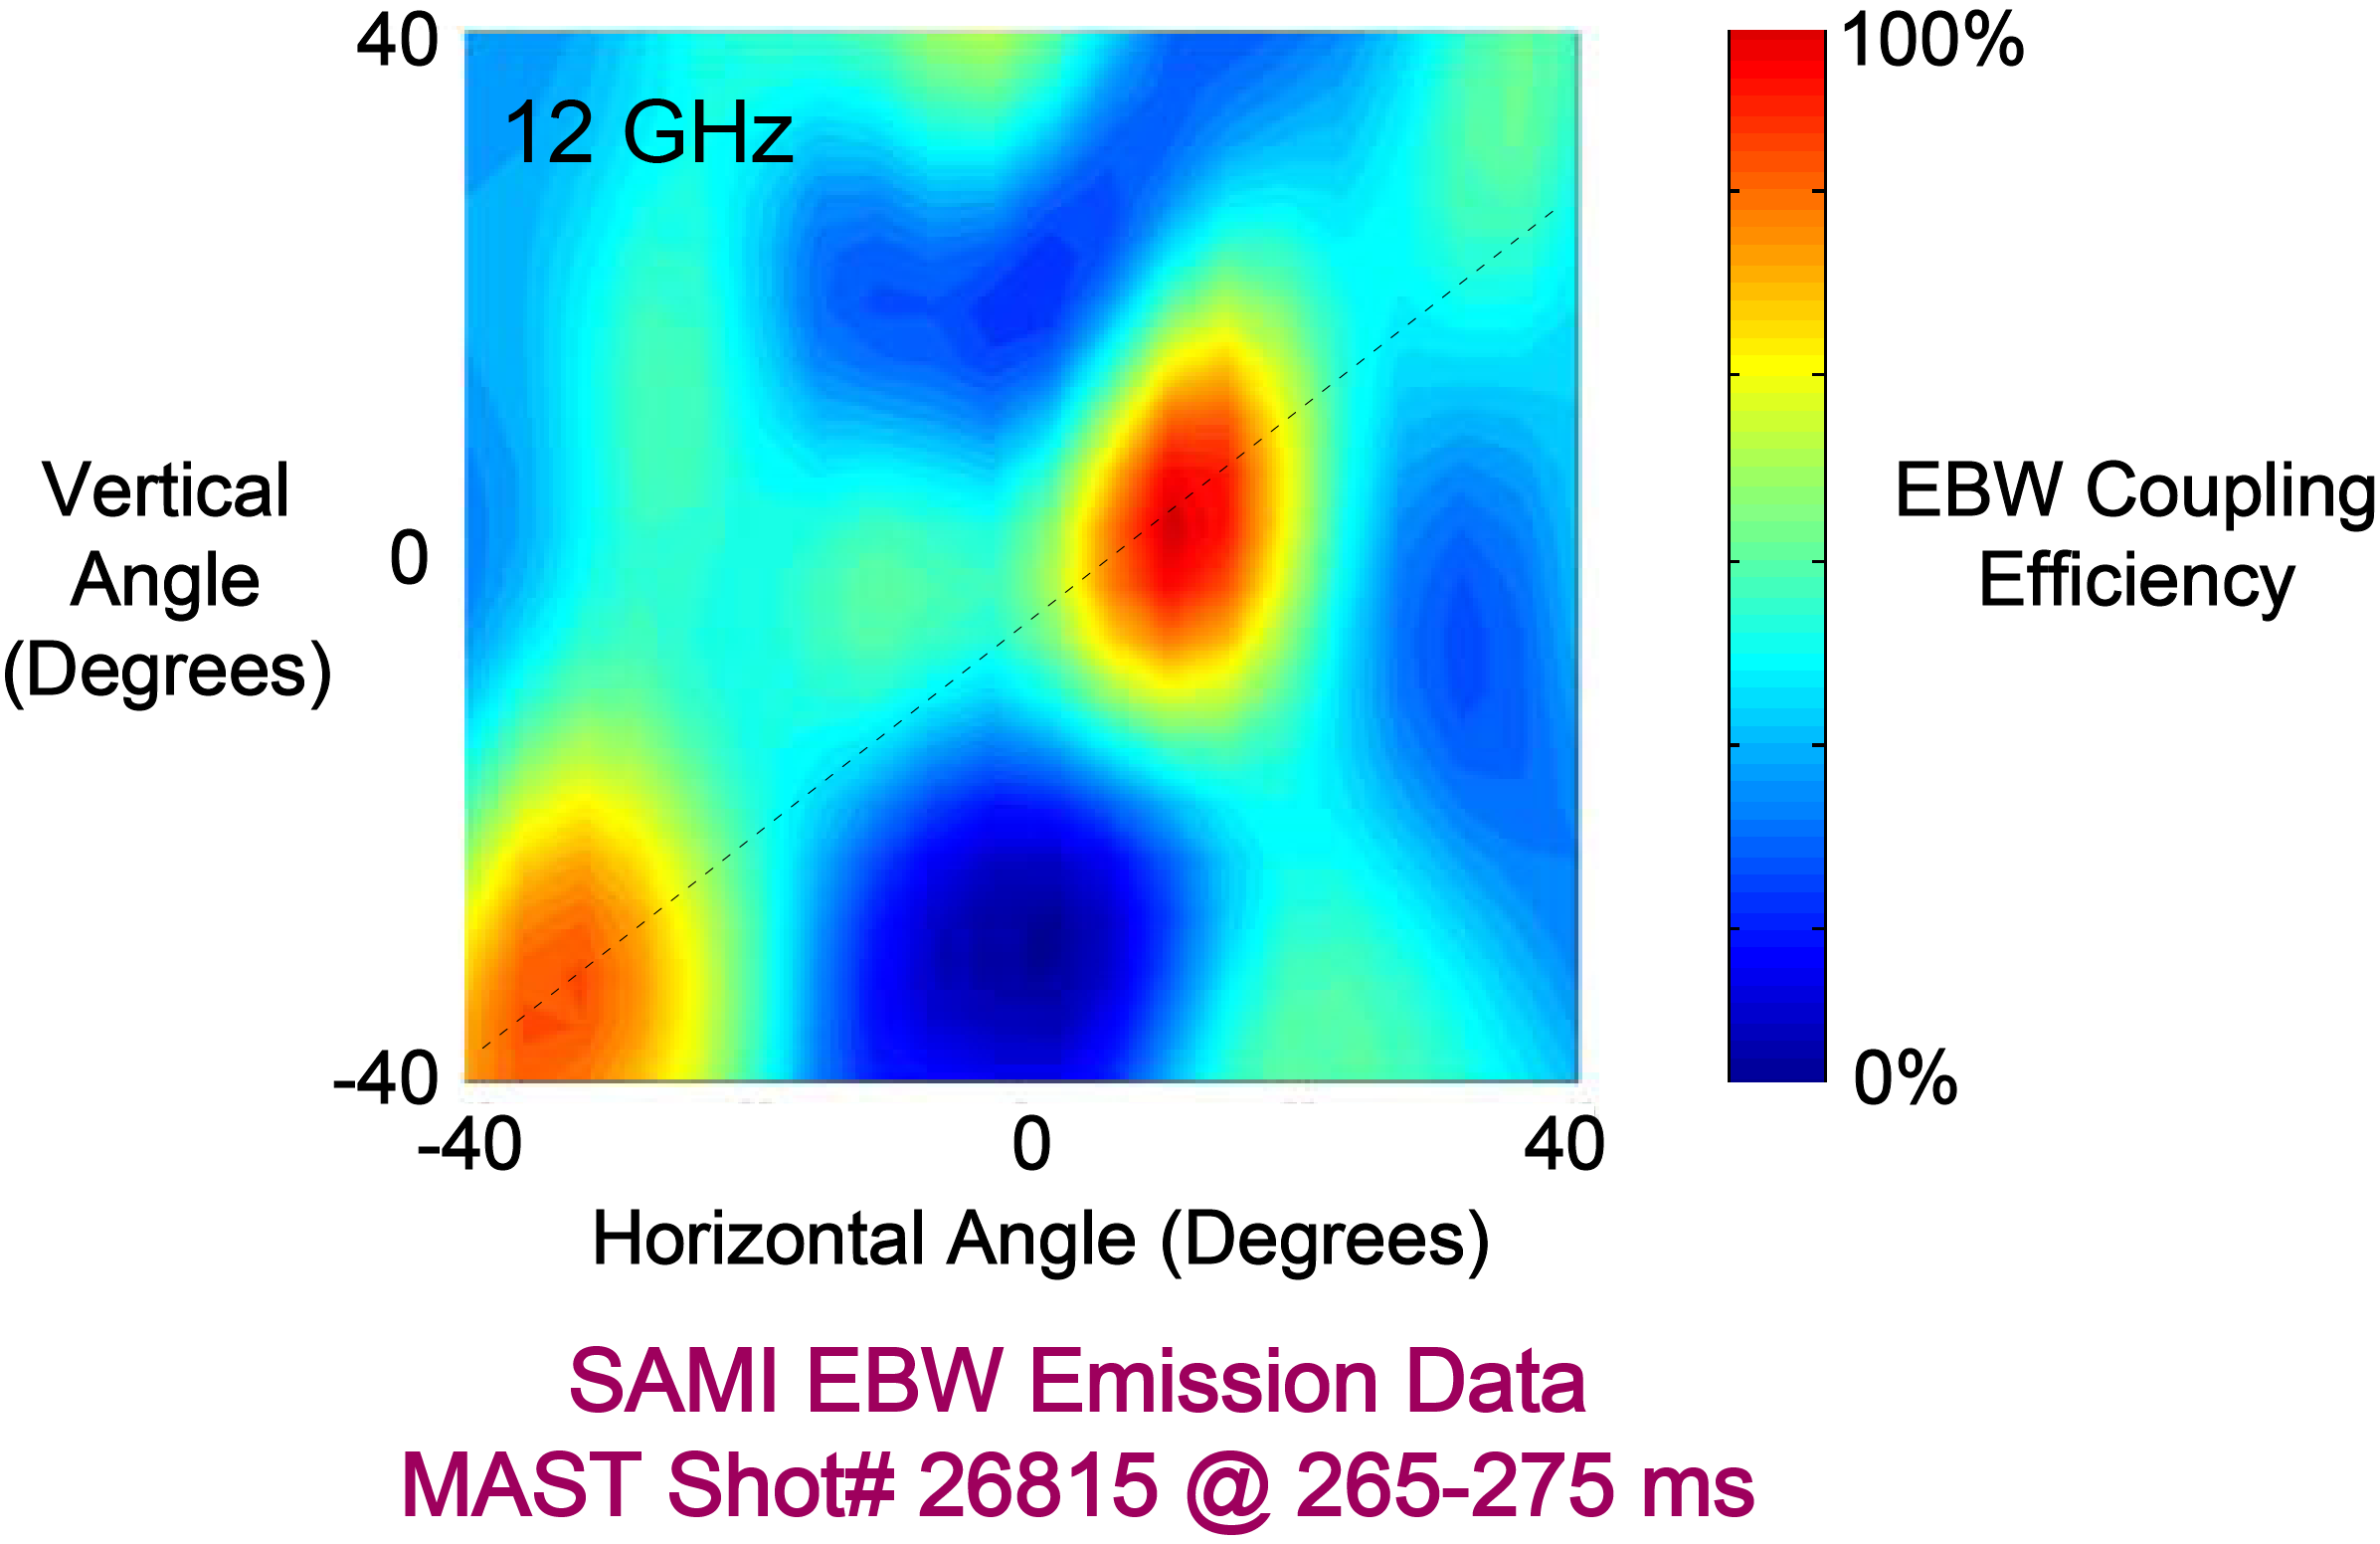 40
100%
12 GHz
Vertical
Angle
(Degrees)
0
EBW Coupling
Efficiency
-40
0%
-40
0
40
Horizontal Angle (Degrees)
SAMI EBW Emission Data
MAST Shot# 26815 @ 265-275 ms